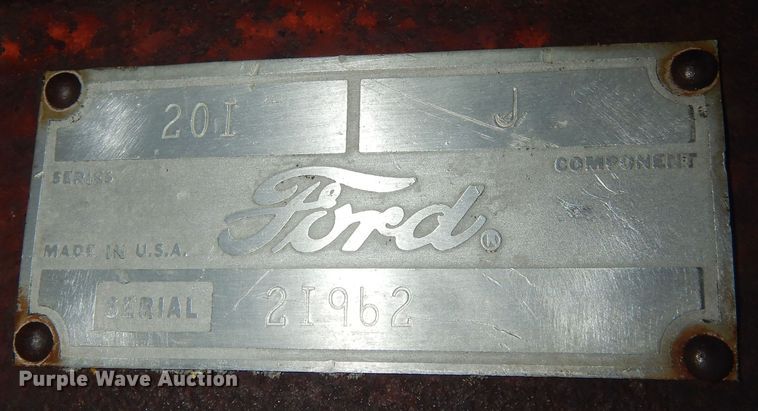 20I J
SERIES COMPONENT
Ford
MADE IN U.S.A.
SERIAL 2I962
Purple Wave Auction